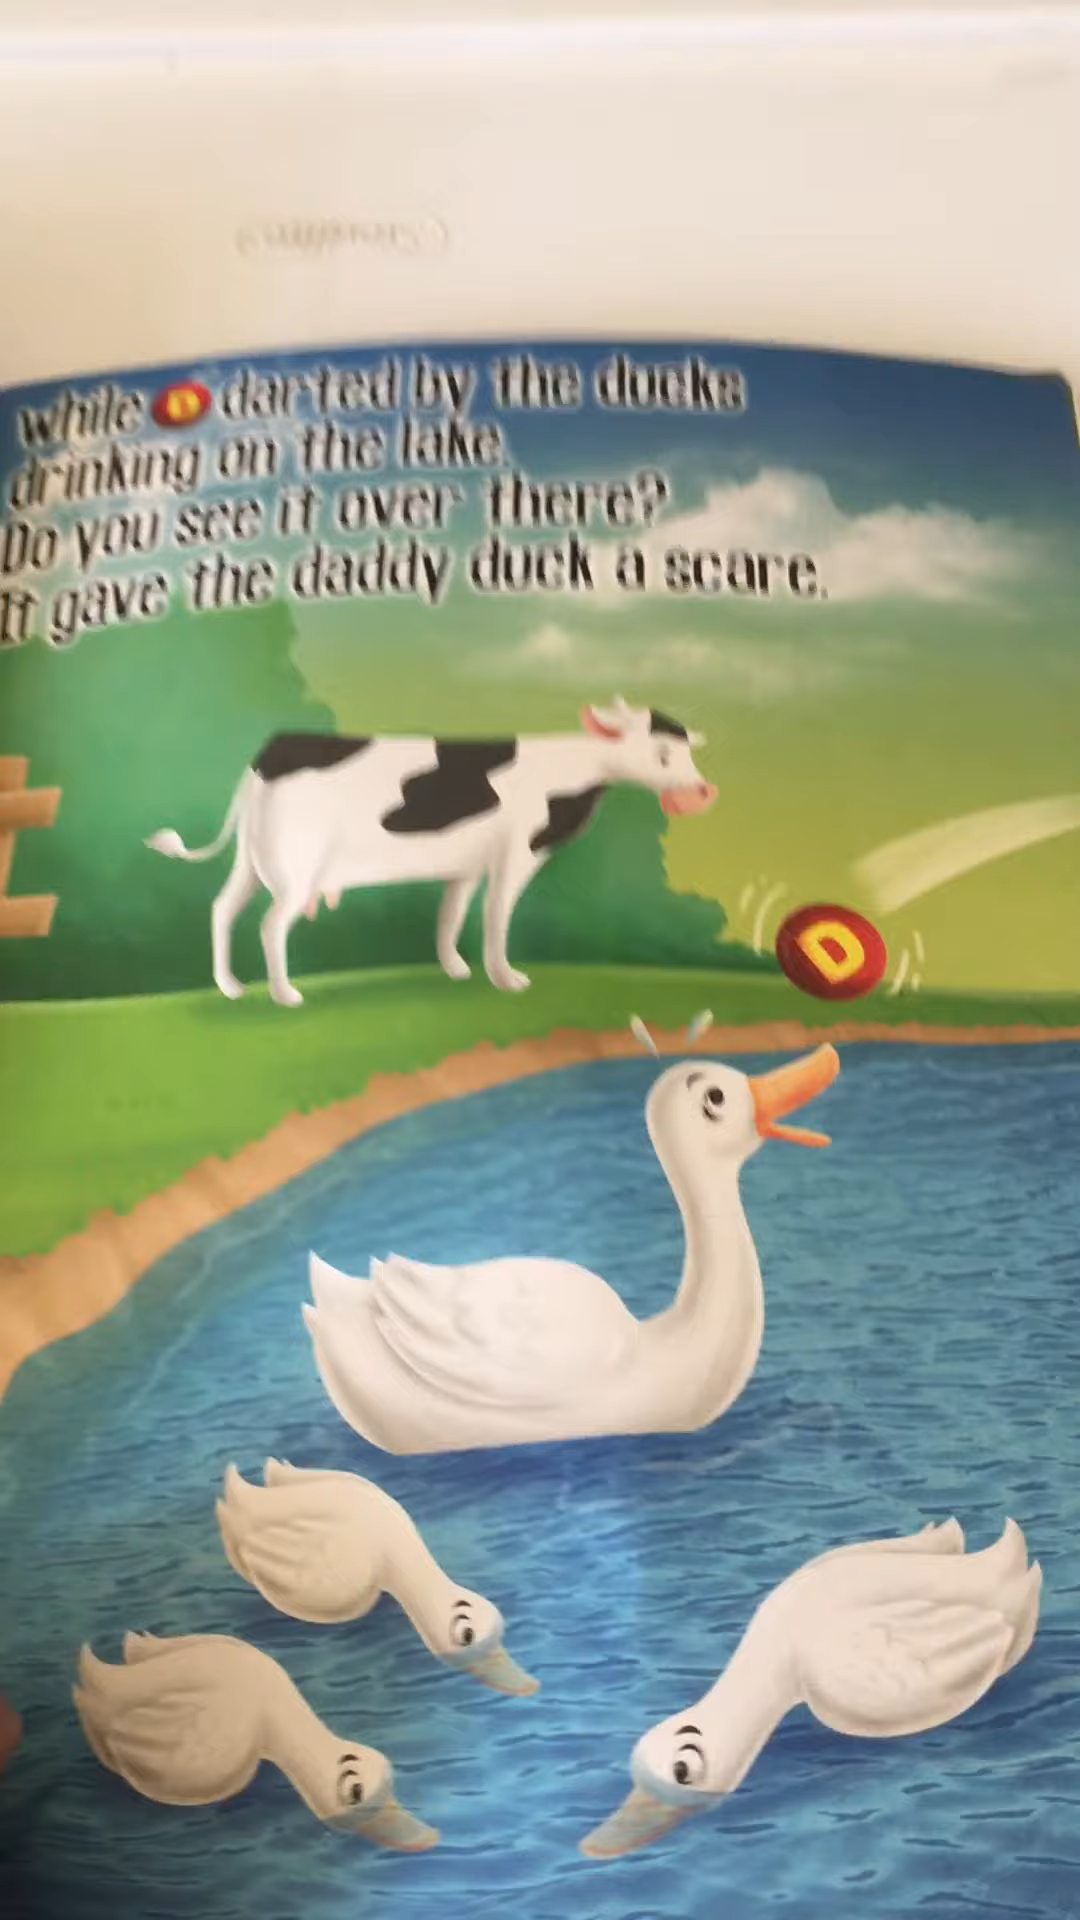 while D darted by the ducks
drinking on the lake.
Do you see it over there?
It gave the daddy duck a scare.
D